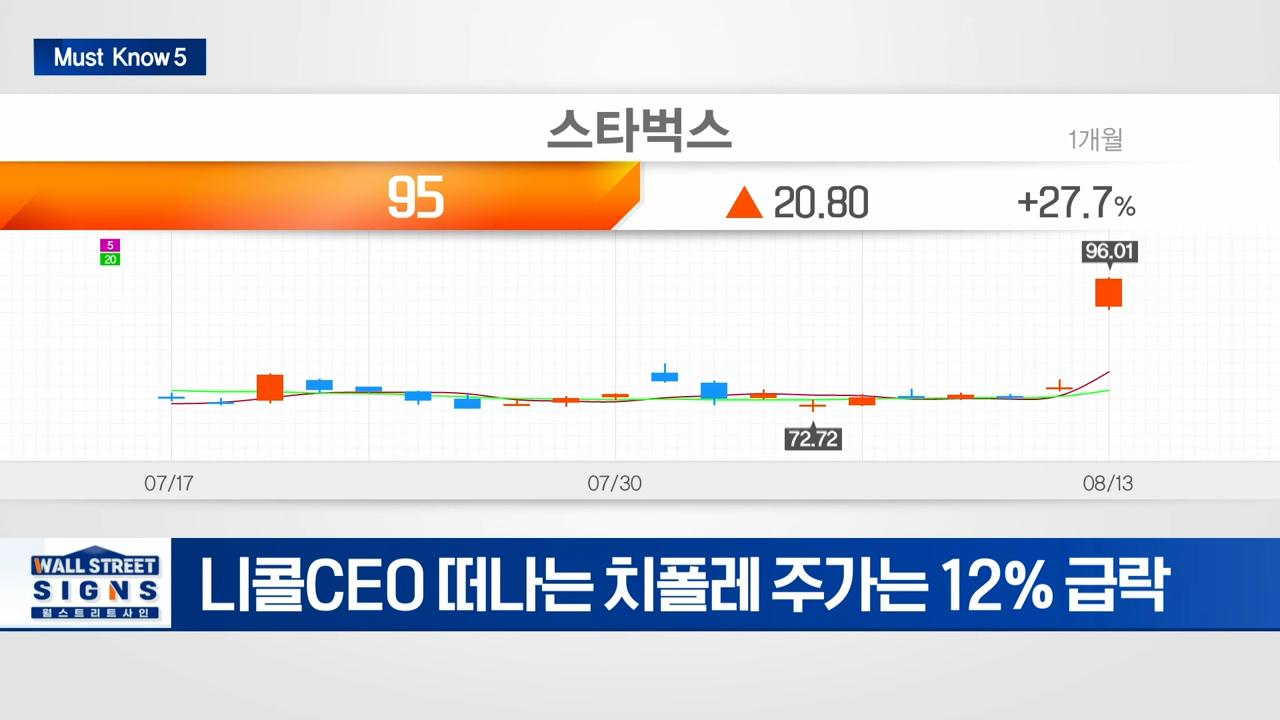 Must Know 5
스타벅스
1개월
95
▲ 20.80
+27.7%
5
20
96.01
72.72
07/17
07/30
08/13
WALL STREET
SIGNS
월스트리트사인
니콜CEO 떠나는 치폴레 주가는 12% 급락